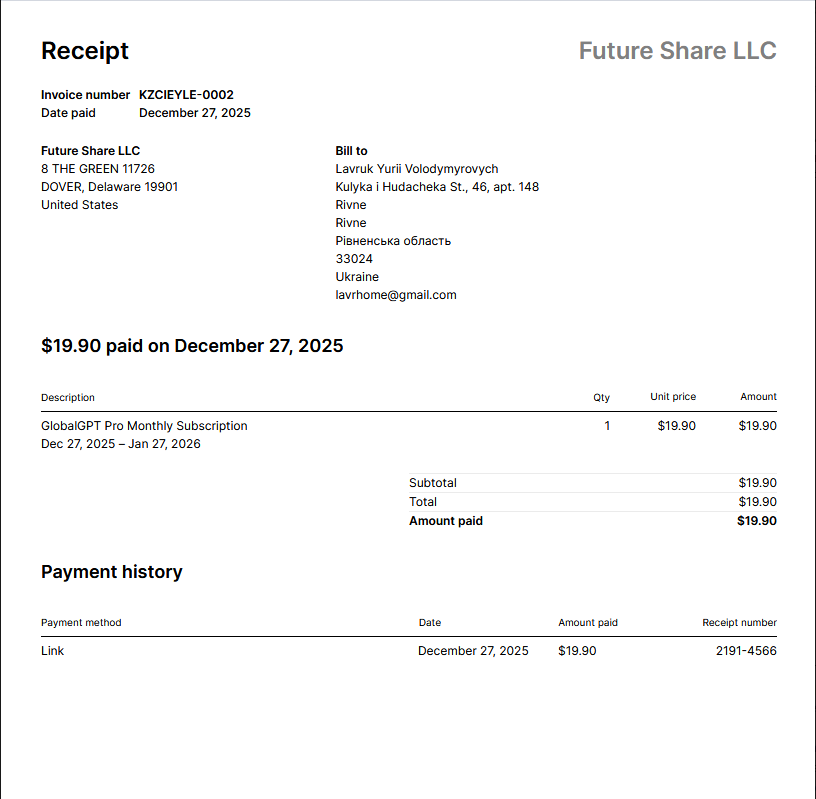 Receipt
Future Share LLC
Invoice number KZCIEYLE-0002
Date paid December 27, 2025
Future Share LLC
8 THE GREEN 11726
DOVER, Delaware 19901
United States
Bill to
Lavruk Yurii Volodymyrovych
Kulyka i Hudacheka St., 46, apt. 148
Rivne
Rivne
Рівненська область
33024
Ukraine
lavrhome@gmail.com
$19.90 paid on December 27, 2025
Description Qty Unit price Amount
GlobalGPT Pro Monthly Subscription 1 $19.90 $19.90
Dec 27, 2025 – Jan 27, 2026
Subtotal $19.90
Total $19.90
Amount paid $19.90
Payment history
Payment method Date Amount paid Receipt number
Link December 27, 2025 $19.90 2191-4566